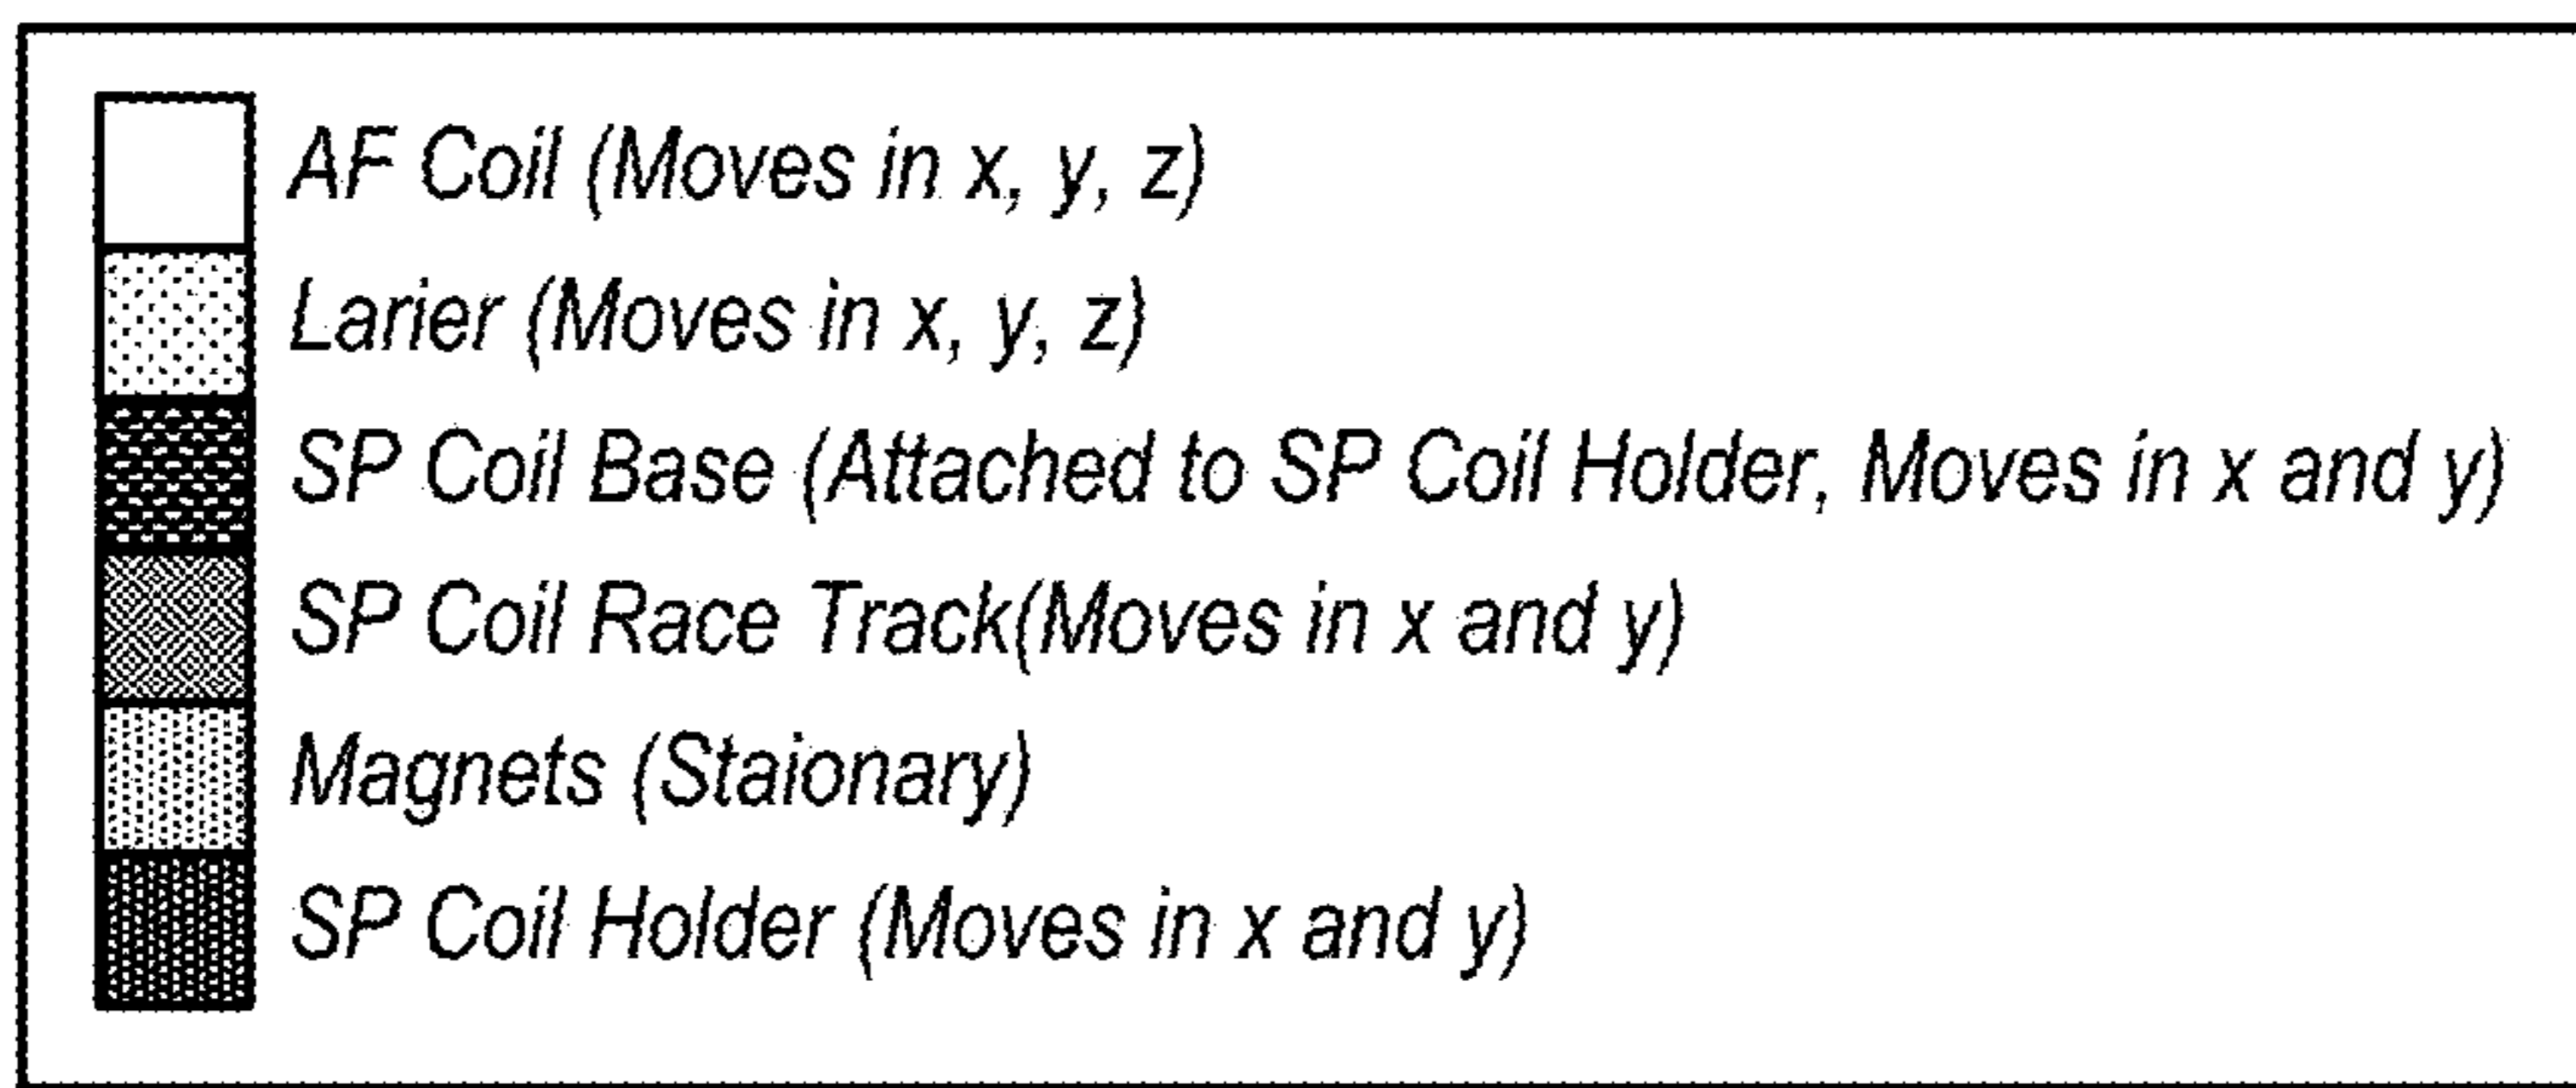 AF Coil (Moves in x, y, z)
Larier (Moves in x, y, z)
SP Coil Base (Attached to SP Coil Holder, Moves in x and y)
SP Coil Race Track(Moves in x and y)
Magnets (Staionary)
SP Coil Holder (Moves in x and y)